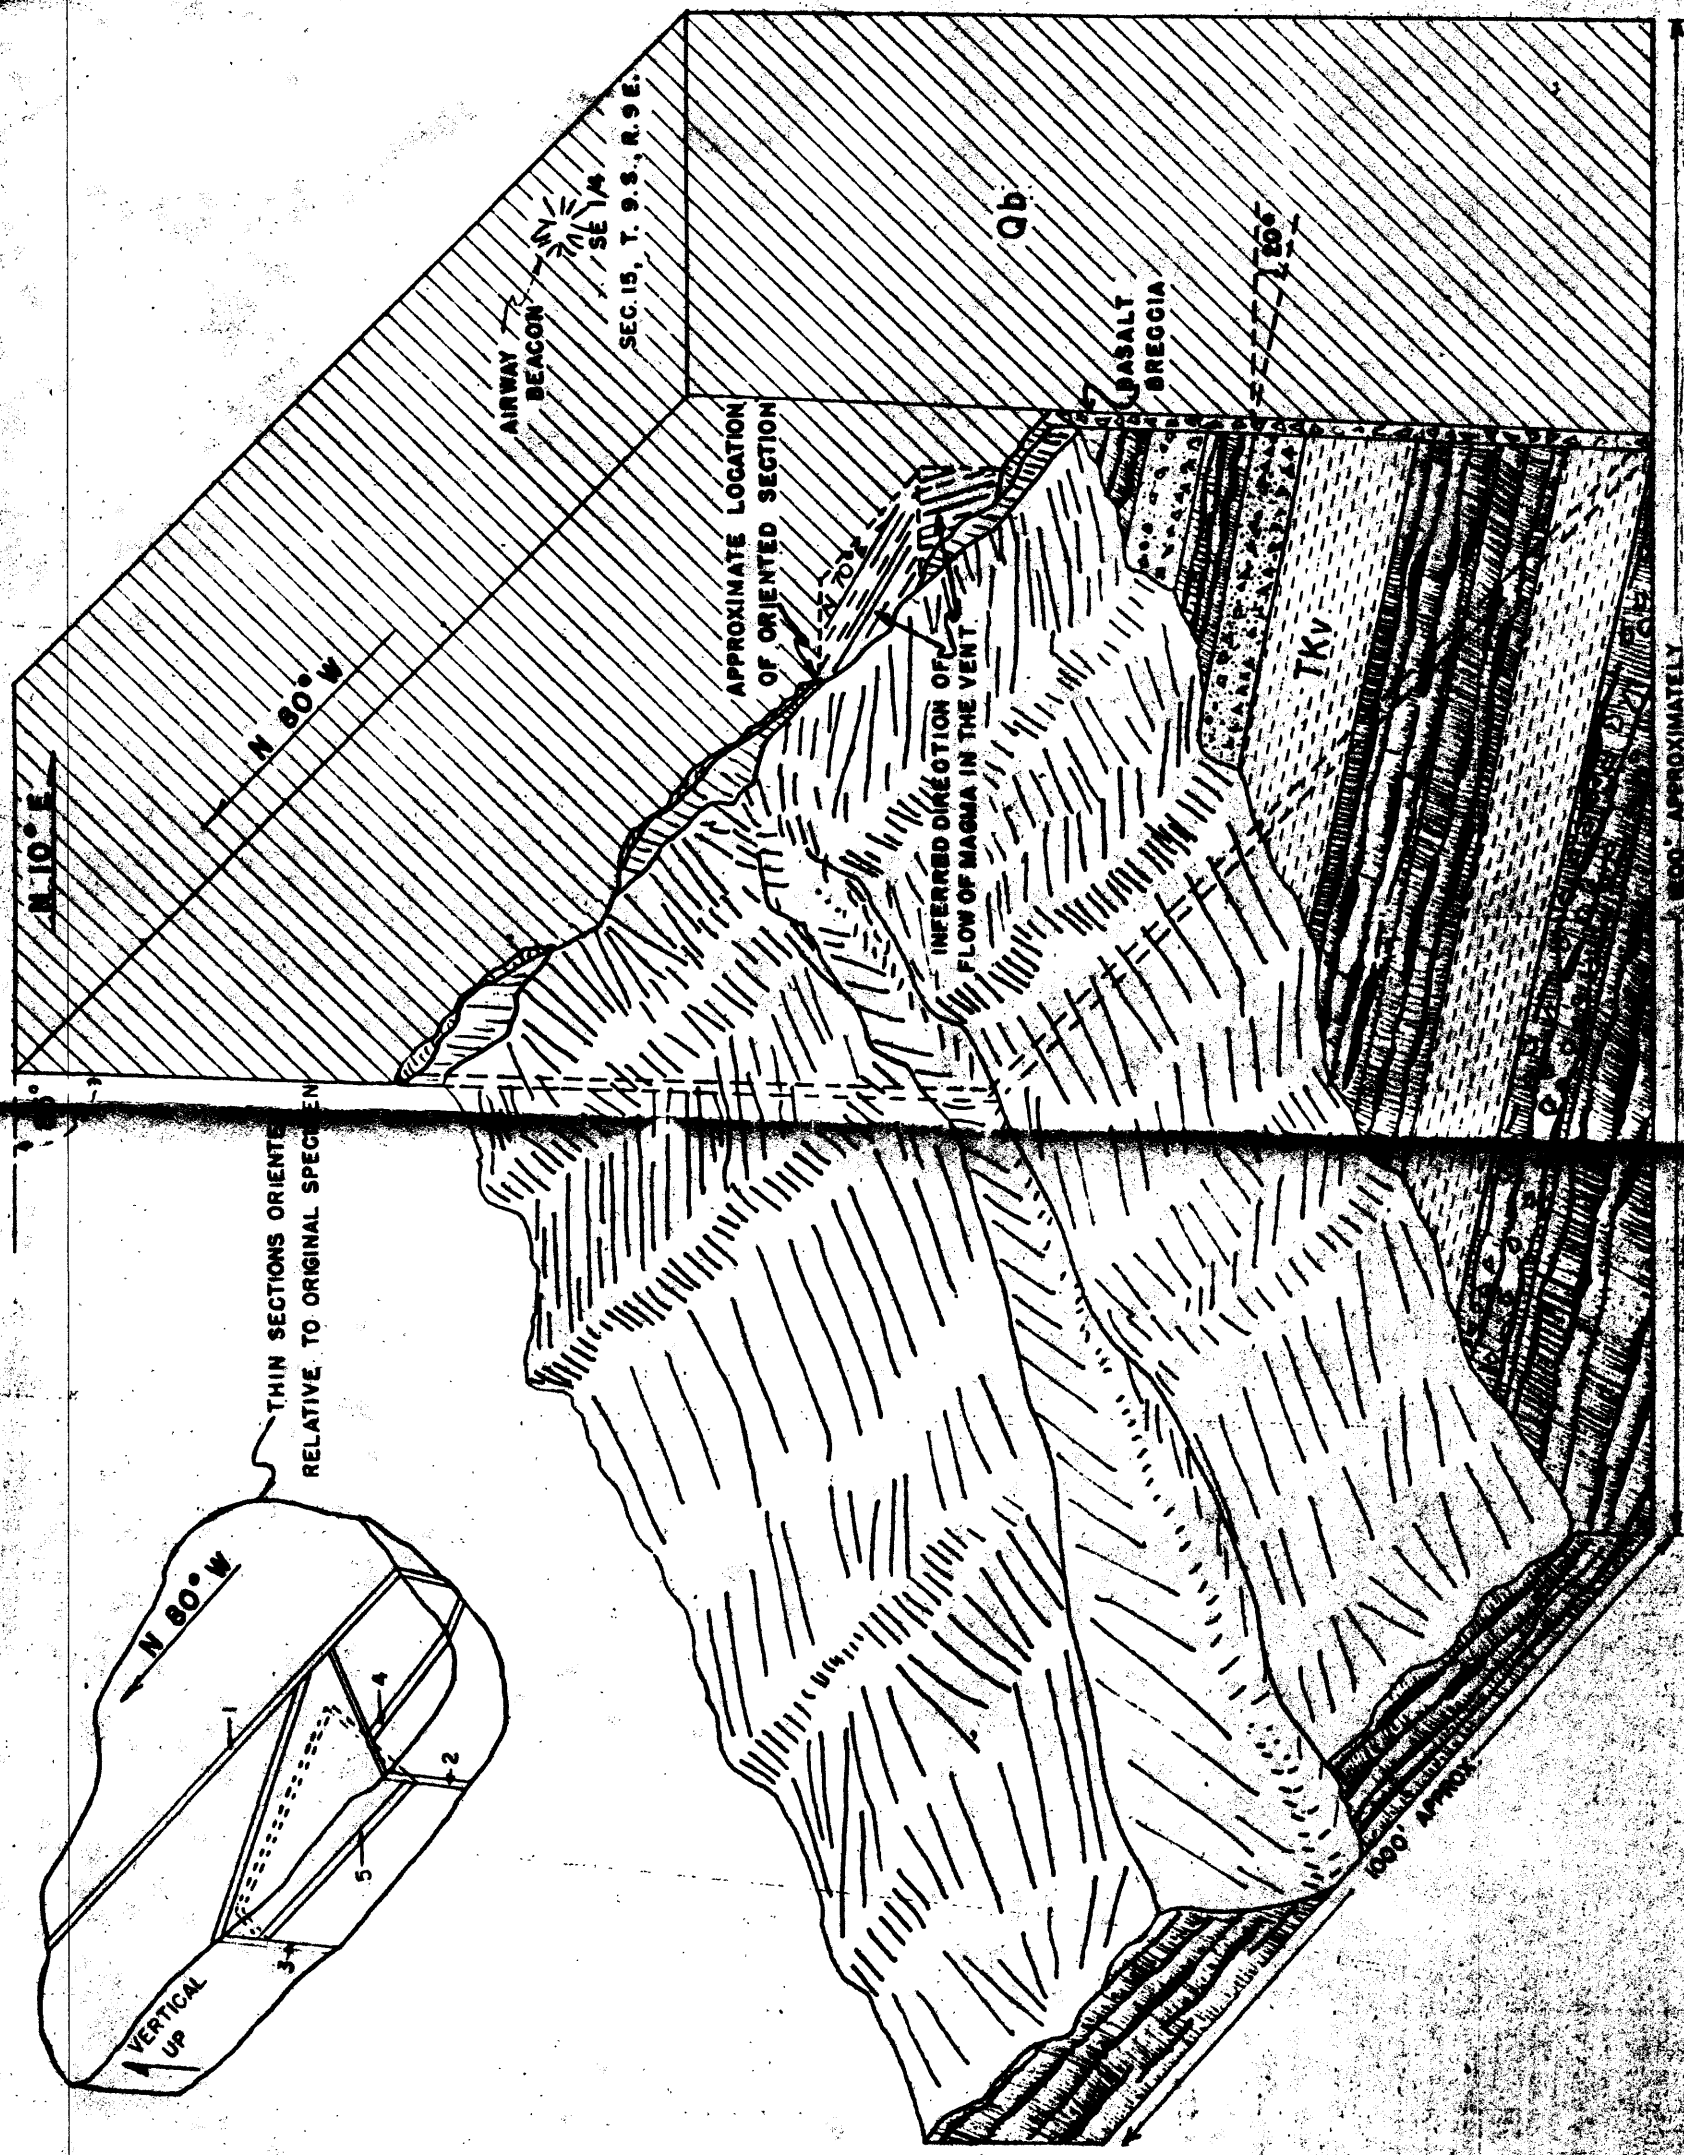 N 10° E
N 80° W
AIRWAY
BEACON
SE 1/4
SEC. 15, T. 9 S., R. 9 E.
THIN SECTIONS ORIENTED
RELATIVE TO ORIGINAL SPECIMEN
N 80° W
VERTICAL
UP
1
2
3
4
5
APPROXIMATE LOCATION
OF ORIENTED SECTION
N 70° E
INFERRED DIRECTION OF
FLOW OF MAGMA IN THE VENT
Qb
BASALT
BRECCIA
20°
TKv
1000' APPROX.
APPROXIMATELY